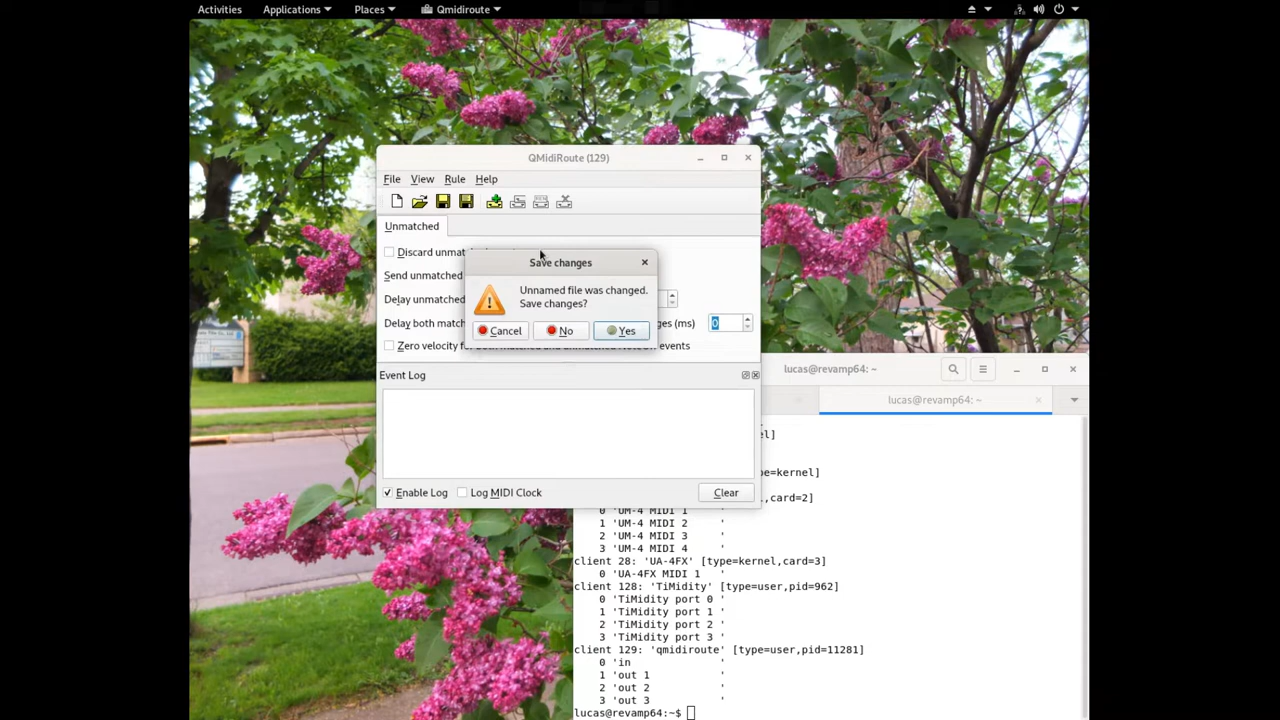 Activities Applications Places Qmidiroute
QMidiRoute (129)
File View Rule Help
Unmatched
Discard unmatched
Send unmatched
Save changes
Unnamed file was changed.
Save changes?
Delay unmatched
Delay both (ms) 0
Cancel No Yes
Zero velocity for both events
Event Log
Enable Log Log MIDI Clock Clear
lucas@revamp64: ~
lucas@revamp64: ~
el]
pe=kernel]
,card=2]
0 'UM-4 MIDI 1 '
1 'UM-4 MIDI 2 '
2 'UM-4 MIDI 3 '
3 'UM-4 MIDI 4 '
client 28: 'UA-4FX' [type=kernel,card=3]
0 'UA-4FX MIDI 1 '
client 128: 'TiMidity' [type=user,pid=962]
0 'TiMidity port 0 '
1 'TiMidity port 1 '
2 'TiMidity port 2 '
3 'TiMidity port 3 '
client 129: 'qmidiroute' [type=user,pid=11281]
0 'in '
1 'out 1 '
2 'out 2 '
3 'out 3 '
lucas@revamp64:~$